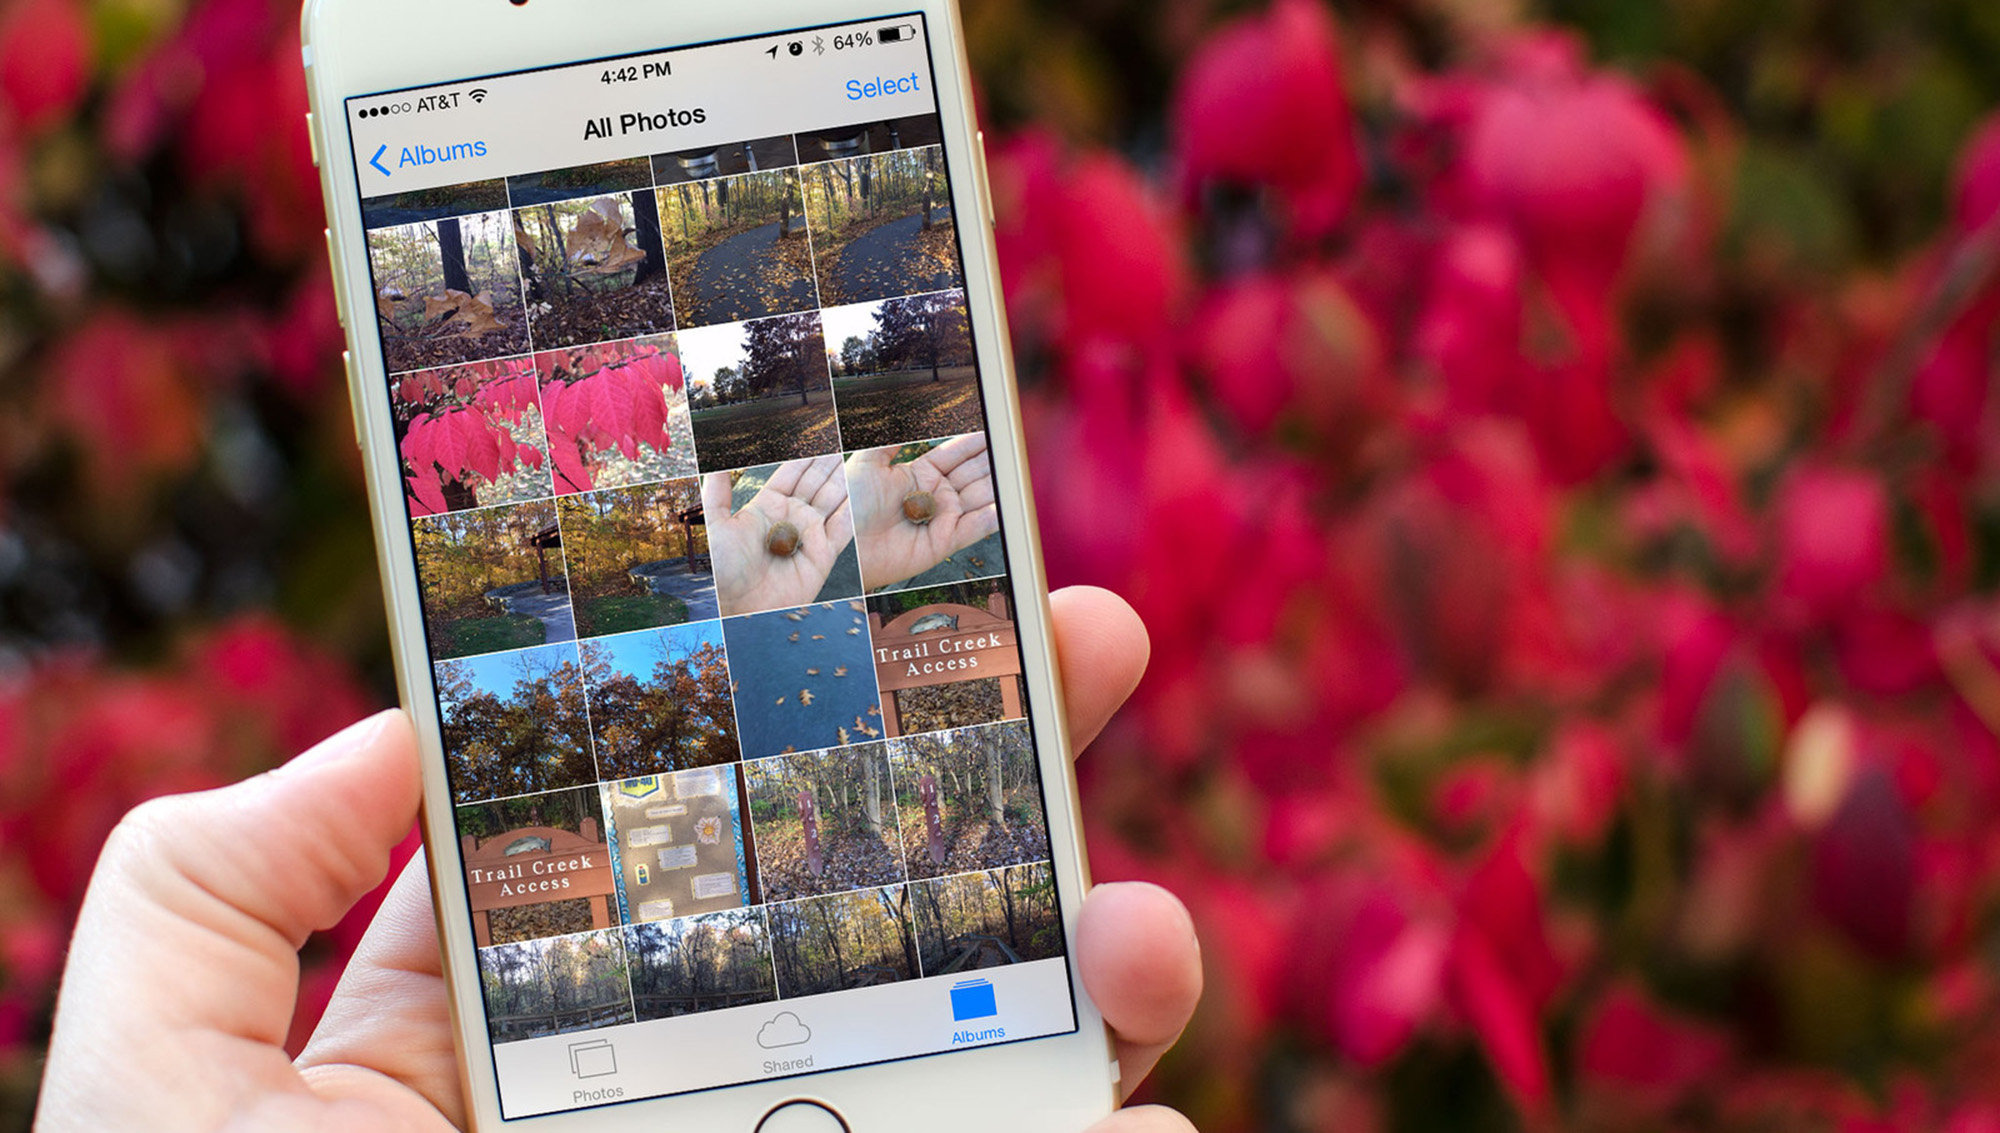 AT&T
4:42 PM
64%
Albums
All Photos
Select
Trail Creek
Access
Trail Creek
Access
Photos
Shared
Albums